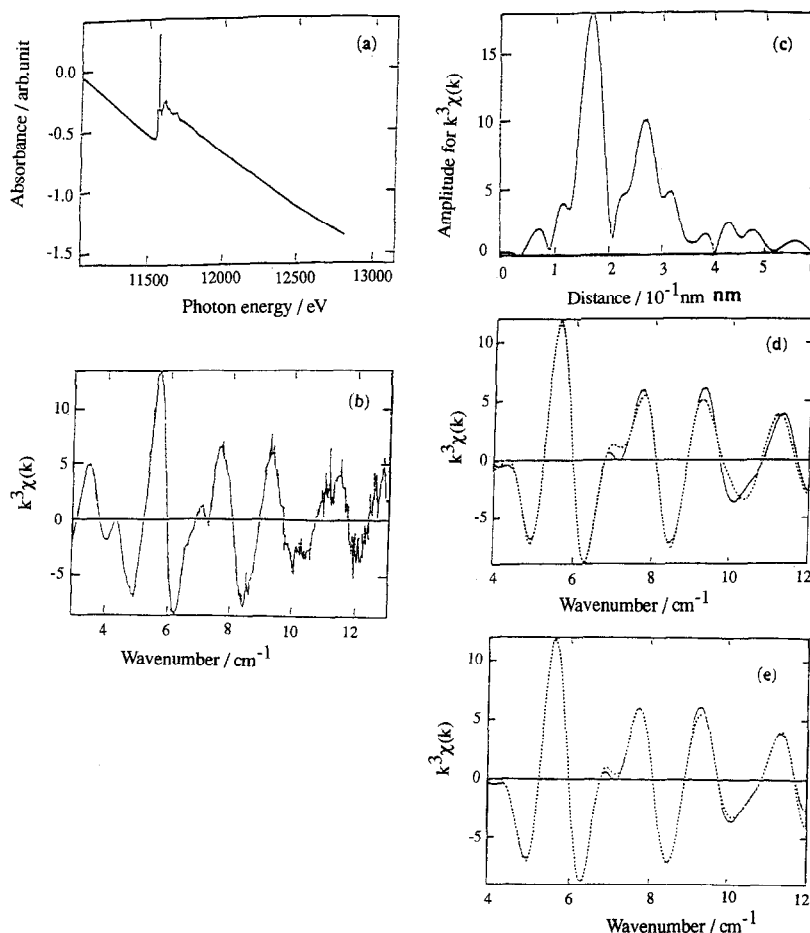 (a)
Absorbance / arb.unit
0.0
-0.5
-1.0
-1.5
11500 12000 12500 13000
Photon energy / eV
(b)
k³χ(k)
10
5
0
-5
4 6 8 10 12
Wavenumber / cm⁻¹
(c)
Amplitude for k³χ(k)
15
10
5
0
0 1 2 3 4 5
Distance / 10⁻¹nm nm
(d)
k³χ(k)
10
5
0
-5
4 6 8 10 12
Wavenumber / cm⁻¹
(e)
k³χ(k)
10
5
0
-5
4 6 8 10 12
Wavenumber / cm⁻¹